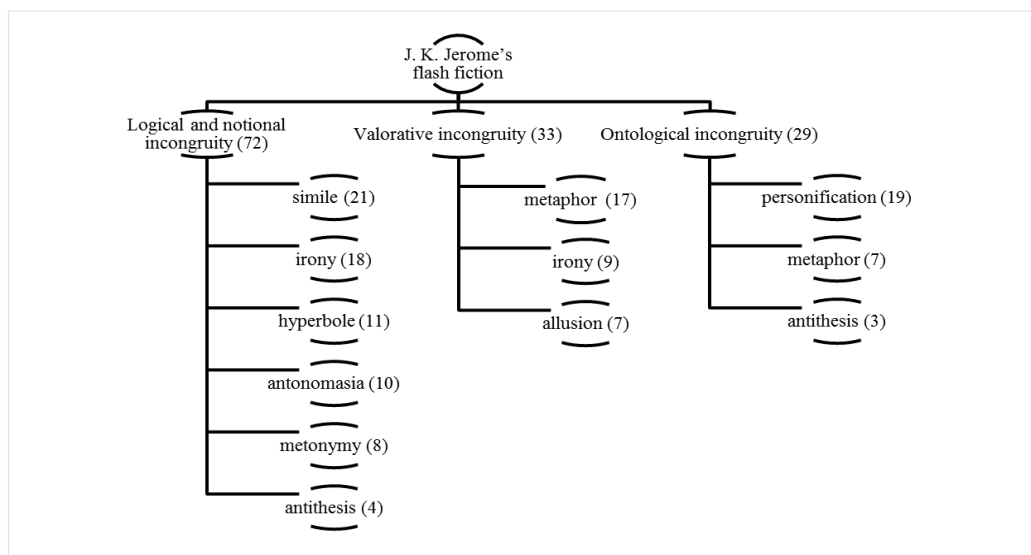 J. K. Jerome’s
flash fiction
Logical and notional
incongruity (72)
simile (21)
irony (18)
hyperbole (11)
antonomasia (10)
metonymy (8)
antithesis (4)
Valorative incongruity (33)
metaphor (17)
irony (9)
allusion (7)
Ontological incongruity (29)
personification (19)
metaphor (7)
antithesis (3)